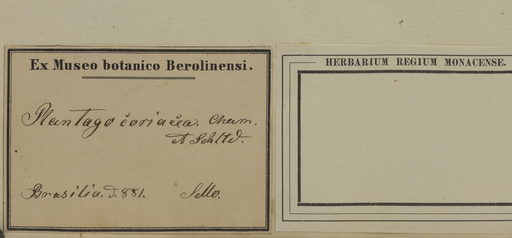 Ex Museo botanico Berolinensi.
Plantago coriacea. Cham.
et Schltd.
Brasilia. d. 881. Sello.
HERBARIUM REGIUM MONACENSE.